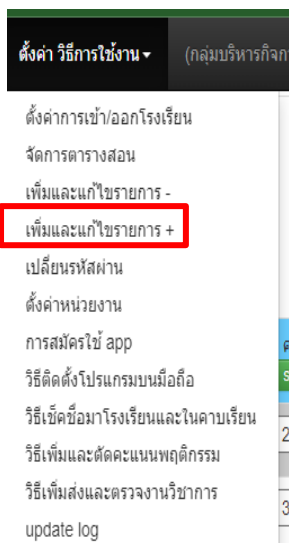 ตั้งค่า วิธีการใช้งาน (กลุ่มบริหารกิจก
ตั้งค่าการเข้า/ออกโรงเรียน
จัดการตารางสอน
เพิ่มและแก้ไขรายการ -
เพิ่มและแก้ไขรายการ +
เปลี่ยนรหัสผ่าน
ตั้งค่าหน่วยงาน
การสมัครใช้ app
วิธีติดตั้งโปรแกรมบนมือถือ
วิธีเช็คชื่อมาโรงเรียนและในคาบเรียน
2
วิธีเพิ่มและตัดคะแนนพฤติกรรม
วิธีเพิ่มส่งและตรวจงานวิชาการ
3
update log